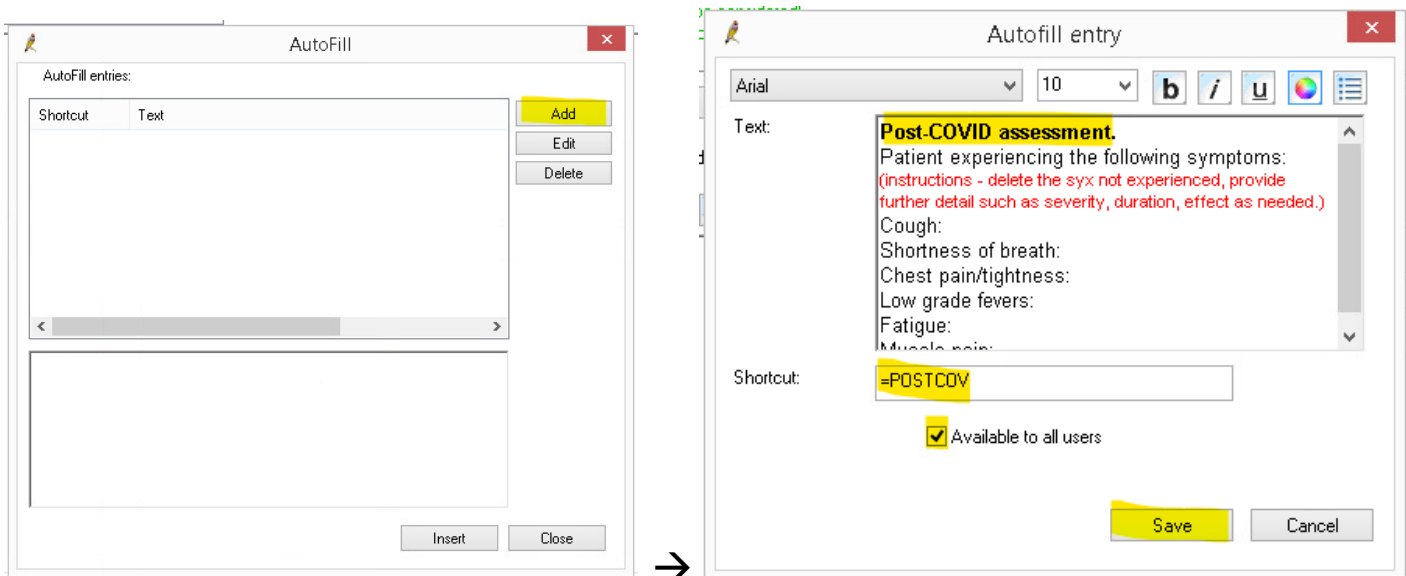 AutoFill
AutoFill entries:
Shortcut Text
Add
Edit
Delete
Insert Close
→
Autofill entry
Arial 10 b i u
Text:
Post-COVID assessment.
Patient experiencing the following symptoms:
(instructions - delete the syx not experienced, provide
further detail such as severity, duration, effect as needed.)
Cough:
Shortness of breath:
Chest pain/tightness:
Low grade fevers:
Fatigue:
Muscle pain:
Shortcut: =POSTCOV
Available to all users
Save Cancel